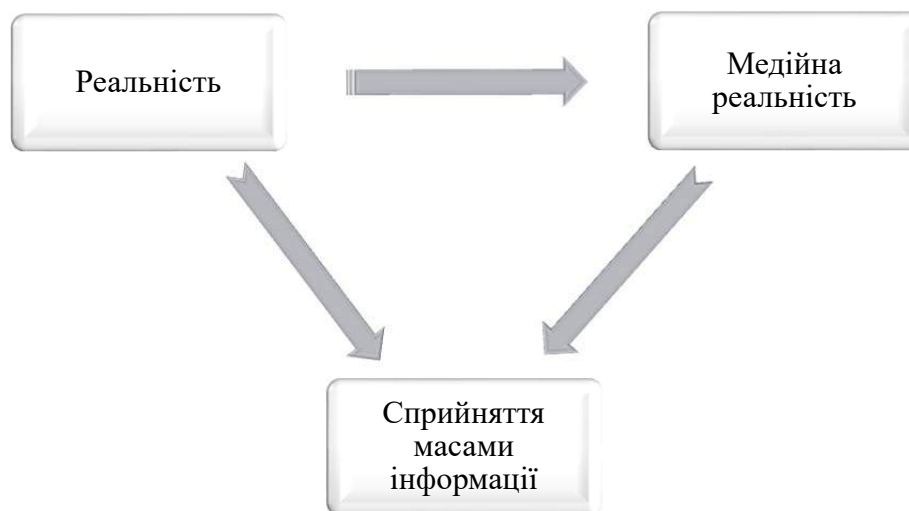 Реальність
Медійна
реальність
Сприйняття
масами
інформації